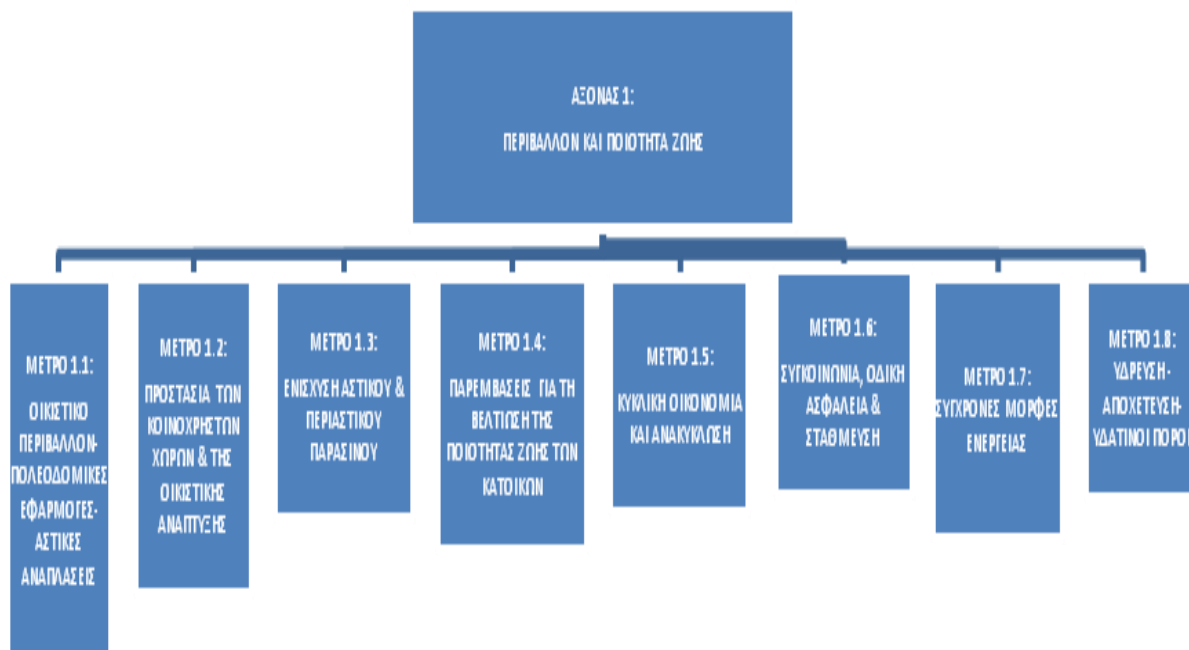 ΑΞΟΝΑΣ 1:
ΠΕΡΙΒΑΛΛΟΝ ΚΑΙ ΠΟΙΟΤΗΤΑ ΖΩΗΣ
ΜΕΤΡΟ 1.1:
ΟΙΚΙΣΤΙΚΟ
ΠΕΡΙΒΑΛΛΟΝ-
ΠΟΛΕΟΔΟΜΙΚΕΣ
ΕΦΑΡΜΟΓΕΣ-
ΑΣΤΙΚΕΣ
ΑΝΑΠΛΑΣΕΙΣ
ΜΕΤΡΟ 1.2:
ΠΡΟΣΤΑΣΙΑ ΤΩΝ
ΚΟΙΝΟΧΡΗΣΤΩΝ
ΧΩΡΩΝ & ΤΗΣ
ΟΙΚΙΣΤΙΚΗΣ
ΑΝΑΠΤΥΞΗΣ
ΜΕΤΡΟ 1.3:
ΕΝΙΣΧΥΣΗ ΑΣΤΙΚΟΥ &
ΠΕΡΙΑΣΤΙΚΟΥ
ΠΑΡΑΣΙΝΟΥ
ΜΕΤΡΟ 1.4:
ΠΑΡΕΜΒΑΣΕΙΣ ΓΙΑ ΤΗ
ΒΕΛΤΙΩΣΗ ΤΗΣ
ΠΟΙΟΤΗΤΑΣ ΖΩΗΣ ΤΩΝ
ΚΑΤΟΙΚΩΝ
ΜΕΤΡΟ 1.5:
ΚΥΚΛΙΚΗ ΟΙΚΟΝΟΜΙΑ
ΚΑΙ ΑΝΑΚΥΚΛΩΣΗ
ΜΕΤΡΟ 1.6:
ΣΥΓΚΟΙΝΩΝΙΑ, ΟΔΙΚΗ
ΑΣΦΑΛΕΙΑ &
ΣΤΑΘΜΕΥΣΗ
ΜΕΤΡΟ 1.7:
ΣΥΓΧΡΟΝΕΣ ΜΟΡΦΕΣ
ΕΝΕΡΓΕΙΑΣ
ΜΕΤΡΟ 1.8:
ΥΔΡΕΥΣΗ-
ΑΠΟΧΕΤΕΥΣΗ-
ΥΔΑΤΙΝΟΙ ΠΟΡΟΙ